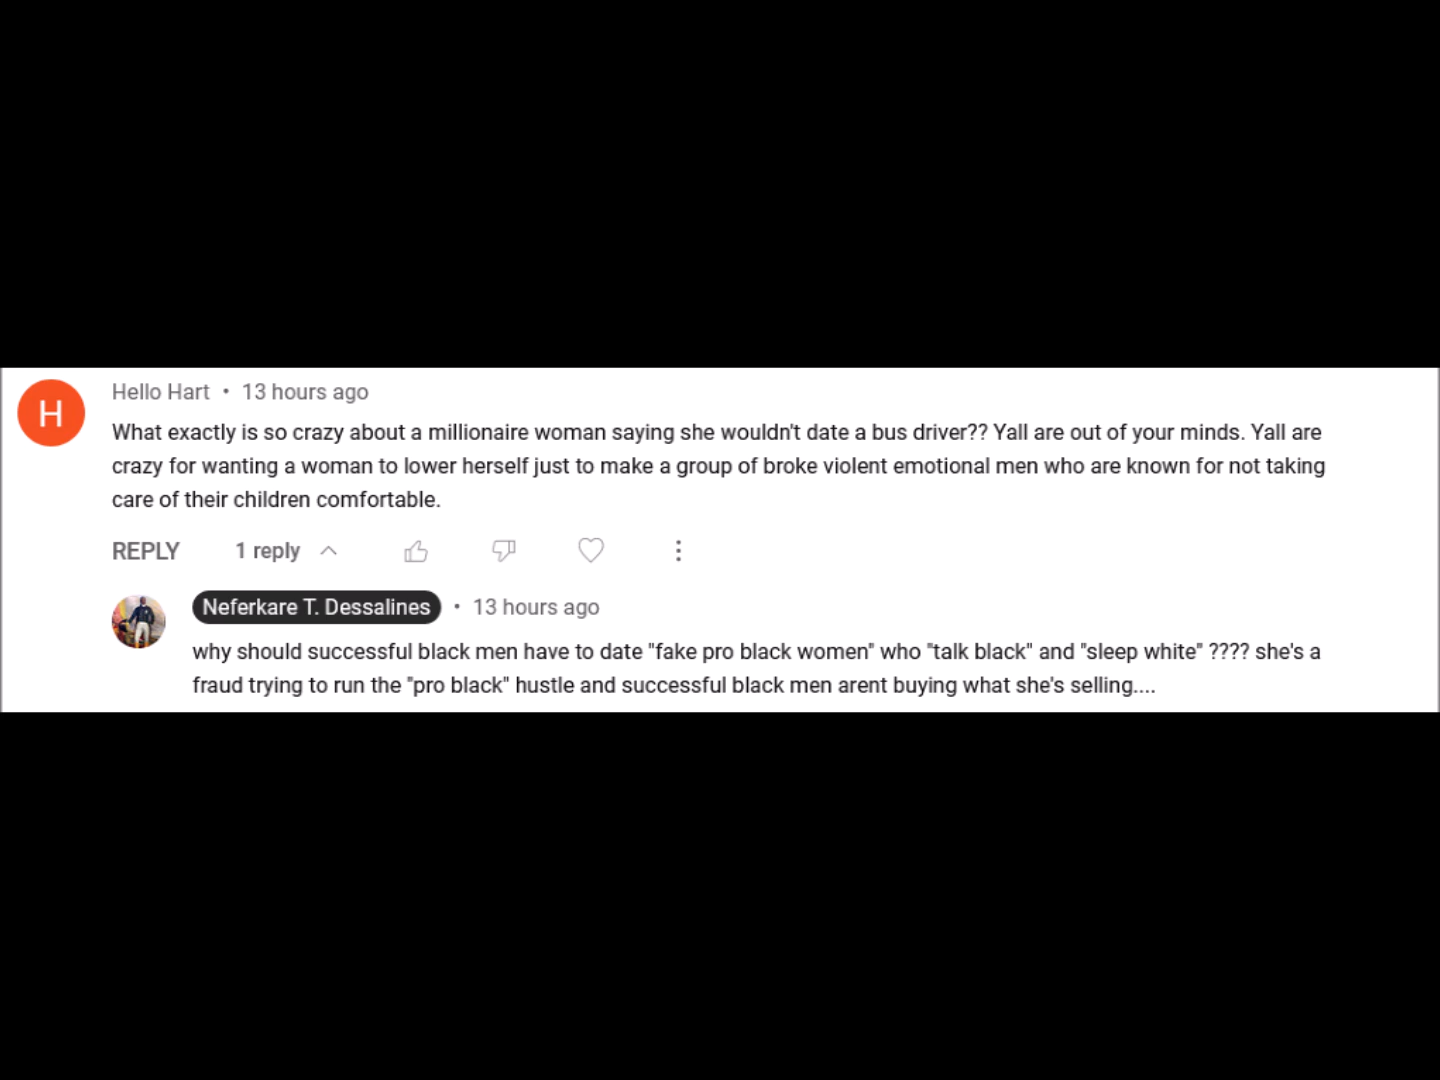 Hello Hart • 13 hours ago
What exactly is so crazy about a millionaire woman saying she wouldn't date a bus driver?? Yall are out of your minds. Yall are
crazy for wanting a woman to lower herself just to make a group of broke violent emotional men who are known for not taking
care of their children comfortable.
REPLY 1 reply
Neferkare T. Dessalines • 13 hours ago
why should successful black men have to date "fake pro black women" who "talk black" and "sleep white" ???? she's a
fraud trying to run the "pro black" hustle and successful black men arent buying what she's selling....
H